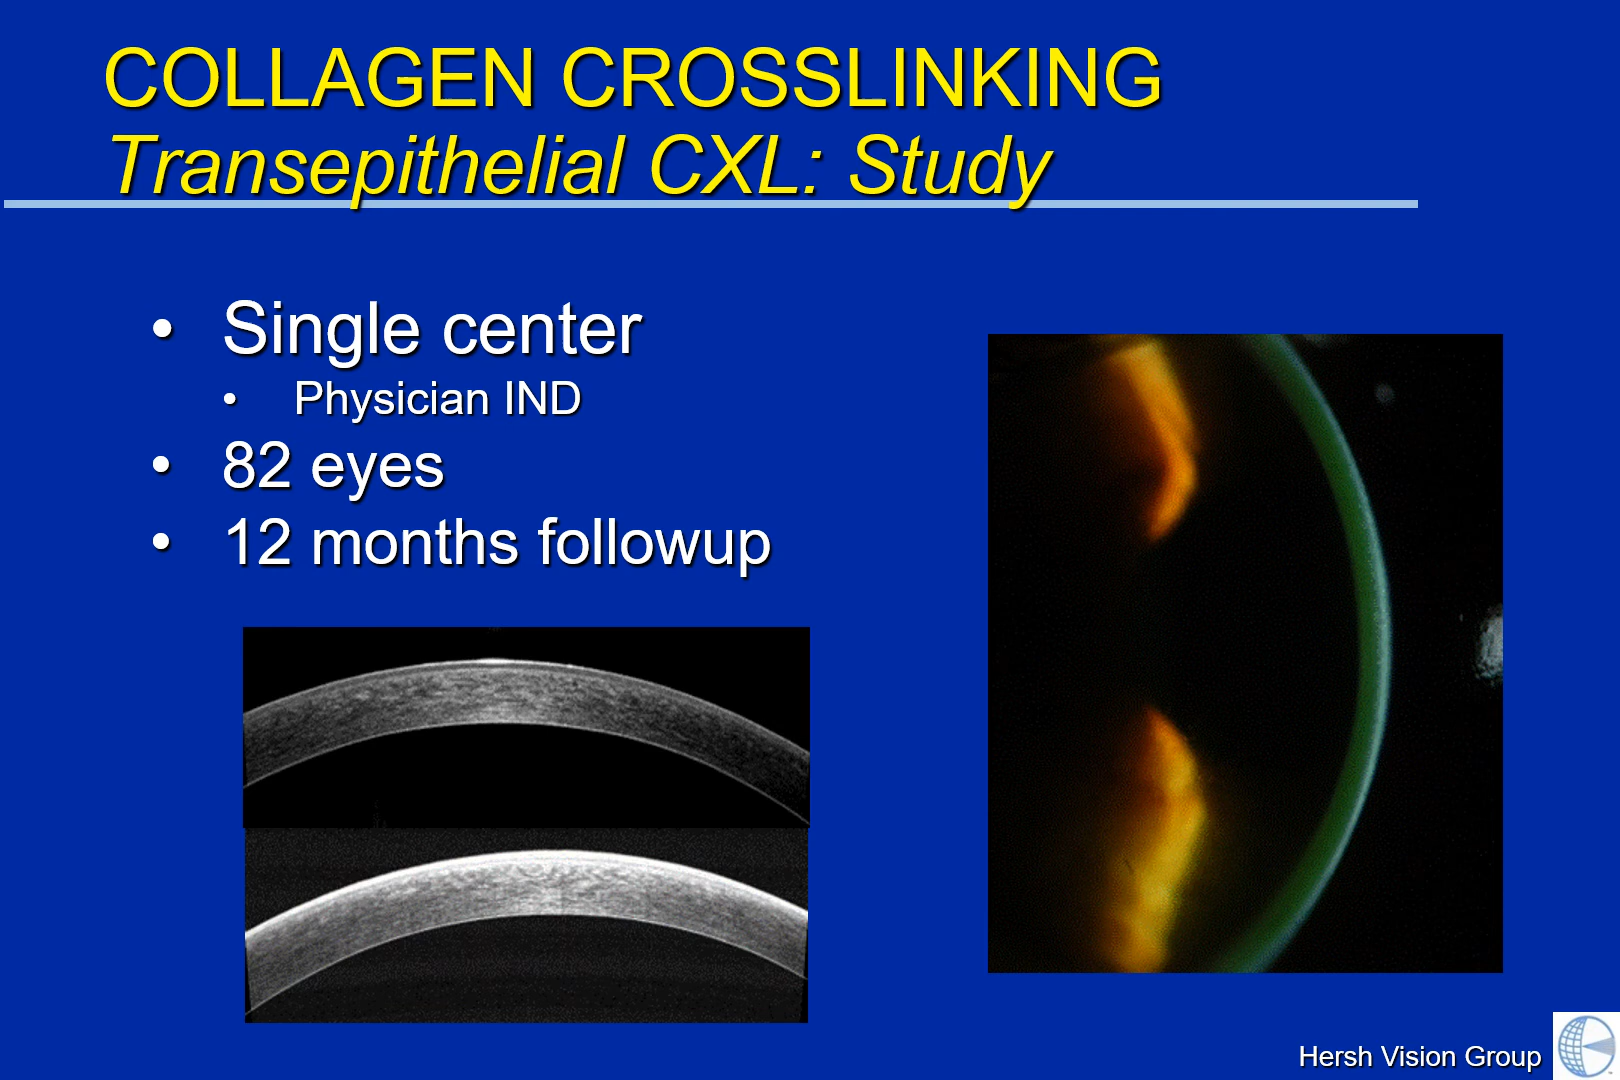 COLLAGEN CROSSLINKING
Transepithelial CXL: Study
• Single center
• Physician IND
• 82 eyes
• 12 months followup
Hersh Vision Group